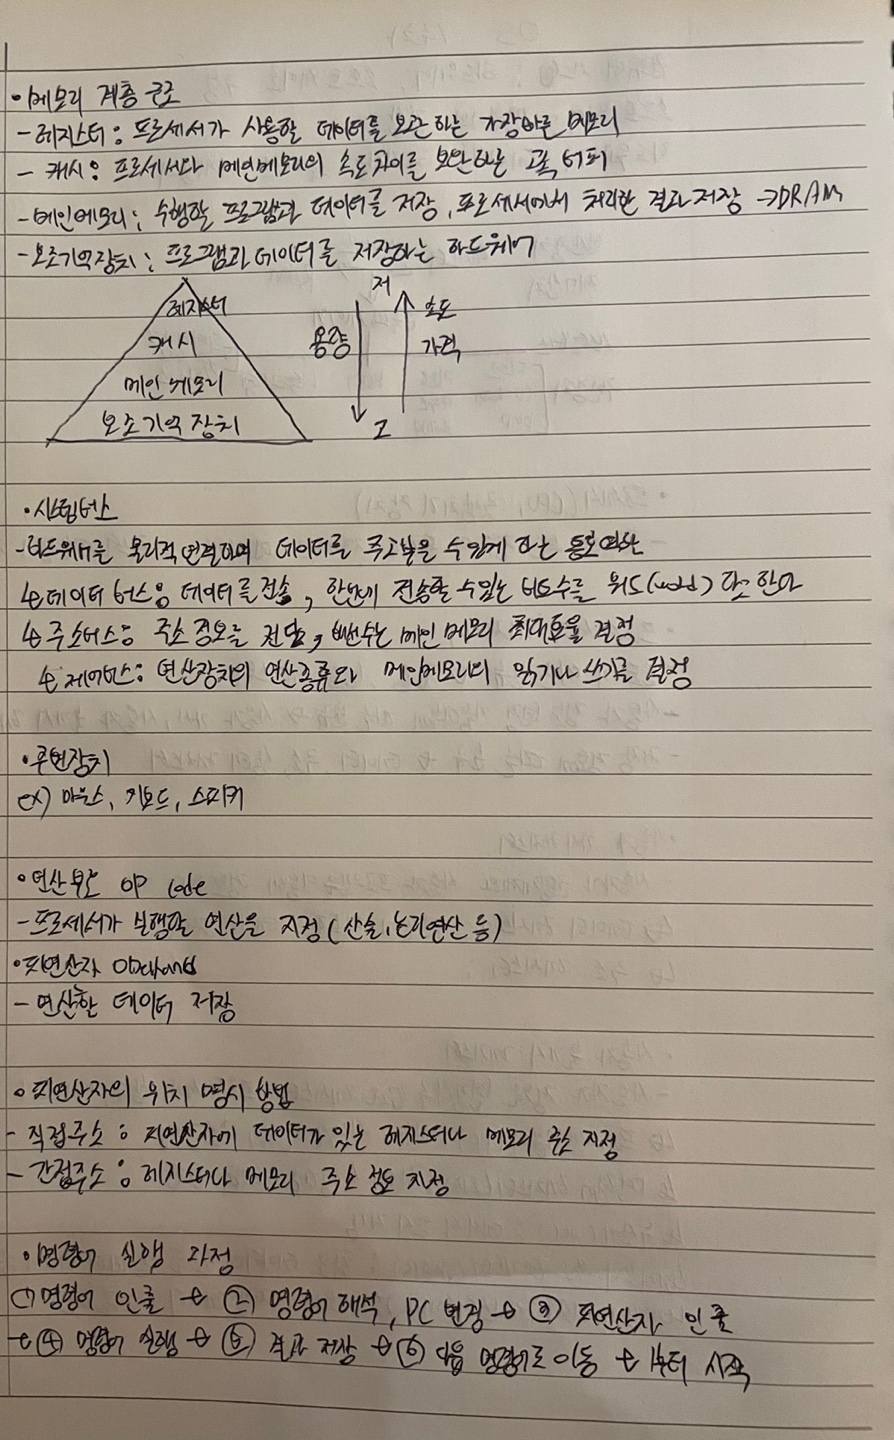 • 메모리 계층 구조
- 레지스터 : 프로세서가 사용할 데이터를 보관하는 가장빠른 메모리
- 캐시 : 프로세서와 메인메모리의 속도 차이를 보완하는 고속 버퍼
- 메인메모리 : 수행할 프로그램과 데이터를 저장, 프로세서에서 처리한 결과 저장 → DRAM
- 보조기억장치 : 프로그램과 데이터를 저장하는 하드웨어
레지스터
캐시
메인 메모리
보조기억 장치
용량
저
고
속도
가격
• 시스템버스
- 하드웨어를 물리적 연결하여 데이터를 주고받을 수 있게 하는 통로역할
↳ 데이터 버스 : 데이터를 전송, 한번에 전송할 수 있는 비트수를 워드(word)라 한다
↳ 주소버스 : 주소 정보를 전달, 버스수는 메인 메모리 최대효율 결정
↳ 제어버스 : 연산장치의 연산종류와 메인메모리의 읽기나 쓰기를 결정
• 주변장치
ex) 마우스, 키보드, 스피커
• 연산부호 OP code
- 프로세서가 실행할 연산을 지정 (산술, 논리연산 등)
• 피연산자 operand
- 연산할 데이터 저장
• 피연산자의 위치 명시 방법
- 직접주소 : 피연산자에 데이터가 있는 레지스터나 메모리 주소 지정
- 간접주소 : 레지스터나 메모리 주소 정보 지정
• 명령어 실행 과정
① 명령어 인출 → ② 명령어 해석, PC 변경 → ③ 피연산자 인출
→ ④ 명령어 실행 → ⑤ 결과 저장 → ⑥ 다음 명령어로 이동 → 1부터 시작